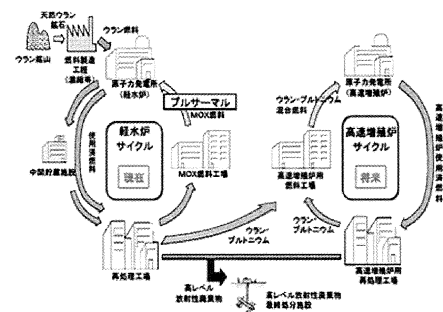 天然ウラン
鉱石
ウラン鉱山
燃料製造
工程
(濃縮等)
ウラン燃料
原子力発電所
(軽水炉)
プルサーマル
MOX燃料
使用済燃料
中間貯蔵施設
軽水炉
サイクル
現在
MOX燃料工場
再処理工場
ウラン・
プルトニウム
高レベル
放射性廃棄物
高レベル放射性廃棄物
最終処分施設
原子力発電所
(高速増殖炉)
ウラン・プルトニウム
混合燃料
高速増殖炉用
燃料工場
高速増殖炉
サイクル
将来
高速増殖炉使用済燃料
ウラン・
プルトニウム
高速増殖炉用
再処理工場